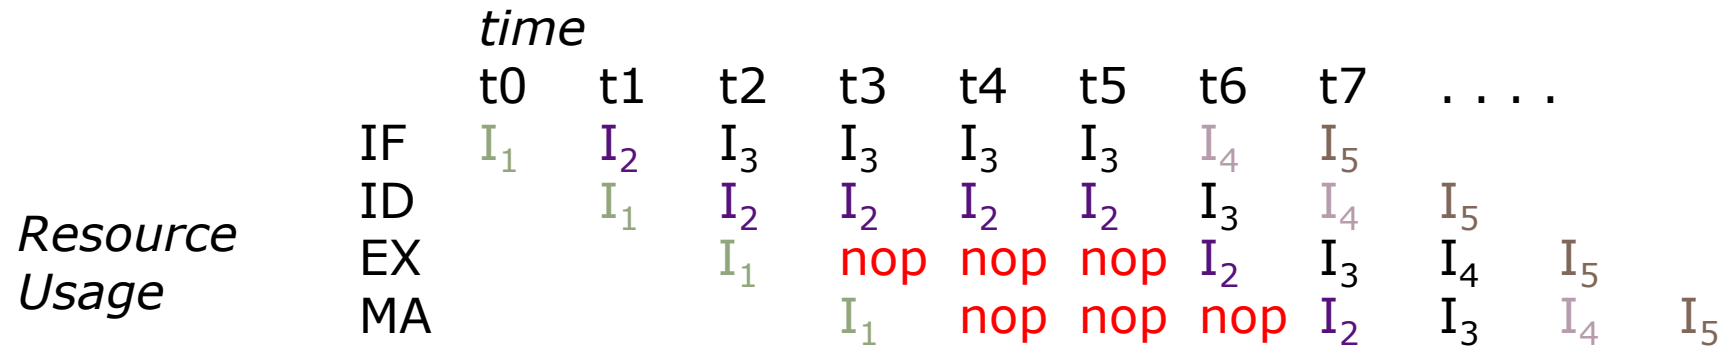 time
t0 t1 t2 t3 t4 t5 t6 t7 . . . .
IF I₁ I₂ I₃ I₃ I₃ I₃ I₄ I₅
ID I₁ I₂ I₂ I₂ I₂ I₃ I₄ I₅
Resource
EX I₁ nop nop nop I₂ I₃ I₄ I₅
Usage
MA I₁ nop nop nop I₂ I₃ I₄ I₅